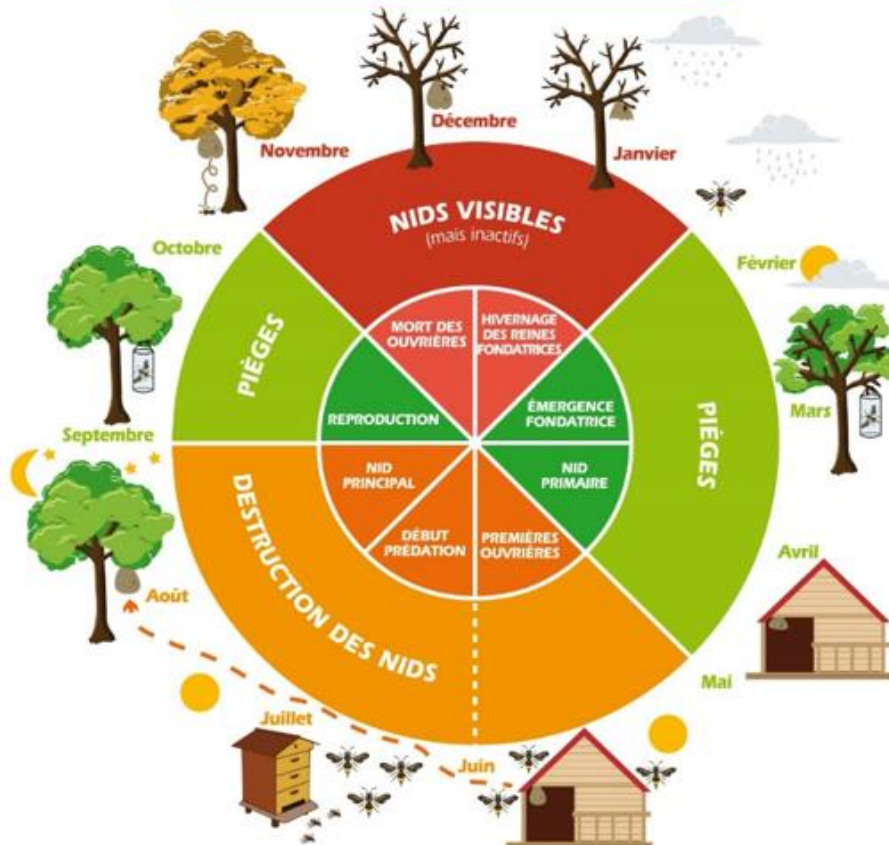 Décembre
Novembre
Janvier
NIDS VISIBLES
(mais inactifs)
Octobre
Février
PIÈGES
MORT DES
OUVRIÈRES
HIVERNAGE
DES REINES
FONDATRICES
REPRODUCTION
ÉMERGENCE
FONDATRICE
PIÈGES
Mars
Septembre
NID
PRINCIPAL
NID
PRIMAIRE
DÉBUT
PRÉDATION
PREMIÈRES
OUVRIÈRES
DESTRUCTION DES NIDS
Avril
Août
Mai
Juillet
Juin